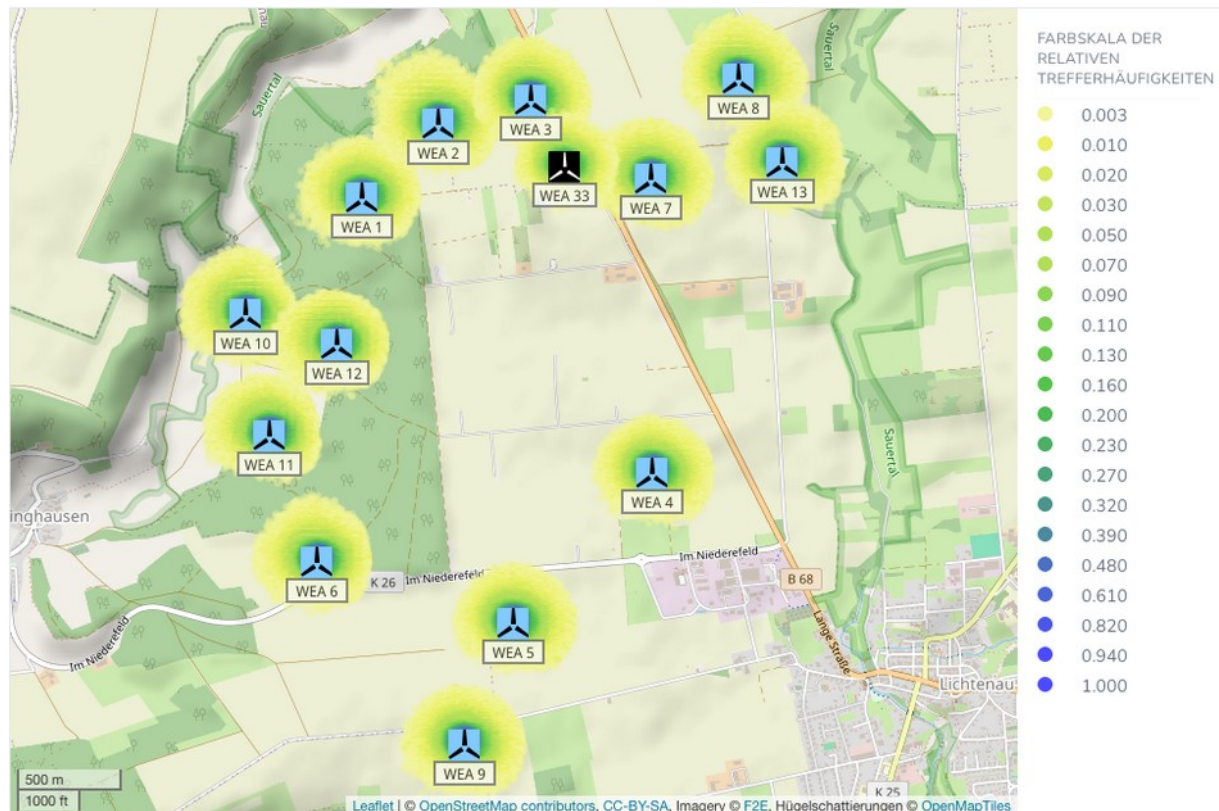 nau
Sauertal
Sauertal
WEA 8
WEA 3
WEA 2
WEA 13
WEA 33
WEA 7
WEA 1
WEA 10
WEA 12
WEA 11
Sauertal
WEA 4
inghausen
Im Niederefeld
K 26
Im Niederefeld
WEA 6
B 68
Lange Straße
WEA 5
Im Niederefeld
Lichtenau
WEA 9
500 m
1000 ft
K 25
Leaflet | © OpenStreetMap contributors, CC-BY-SA, Imagery © F2E, Hügelschattierungen © OpenMapTiles
FARBSKALA DER
RELATIVEN
TREFFERHÄUFIGKEITEN
0.003
0.010
0.020
0.030
0.050
0.070
0.090
0.110
0.130
0.160
0.200
0.230
0.270
0.320
0.390
0.480
0.610
0.820
0.940
1.000